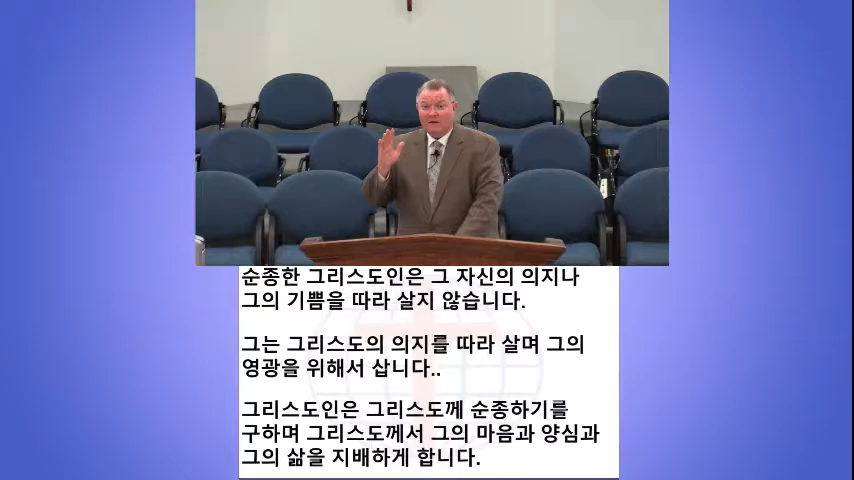 순종한 그리스도인은 그 자신의 의지나
그의 기쁨을 따라 살지 않습니다.
그는 그리스도의 의지를 따라 살며 그의
영광을 위해서 삽니다..
그리스도인은 그리스도께 순종하기를
구하며 그리스도께서 그의 마음과 양심과
그의 삶을 지배하게 합니다.